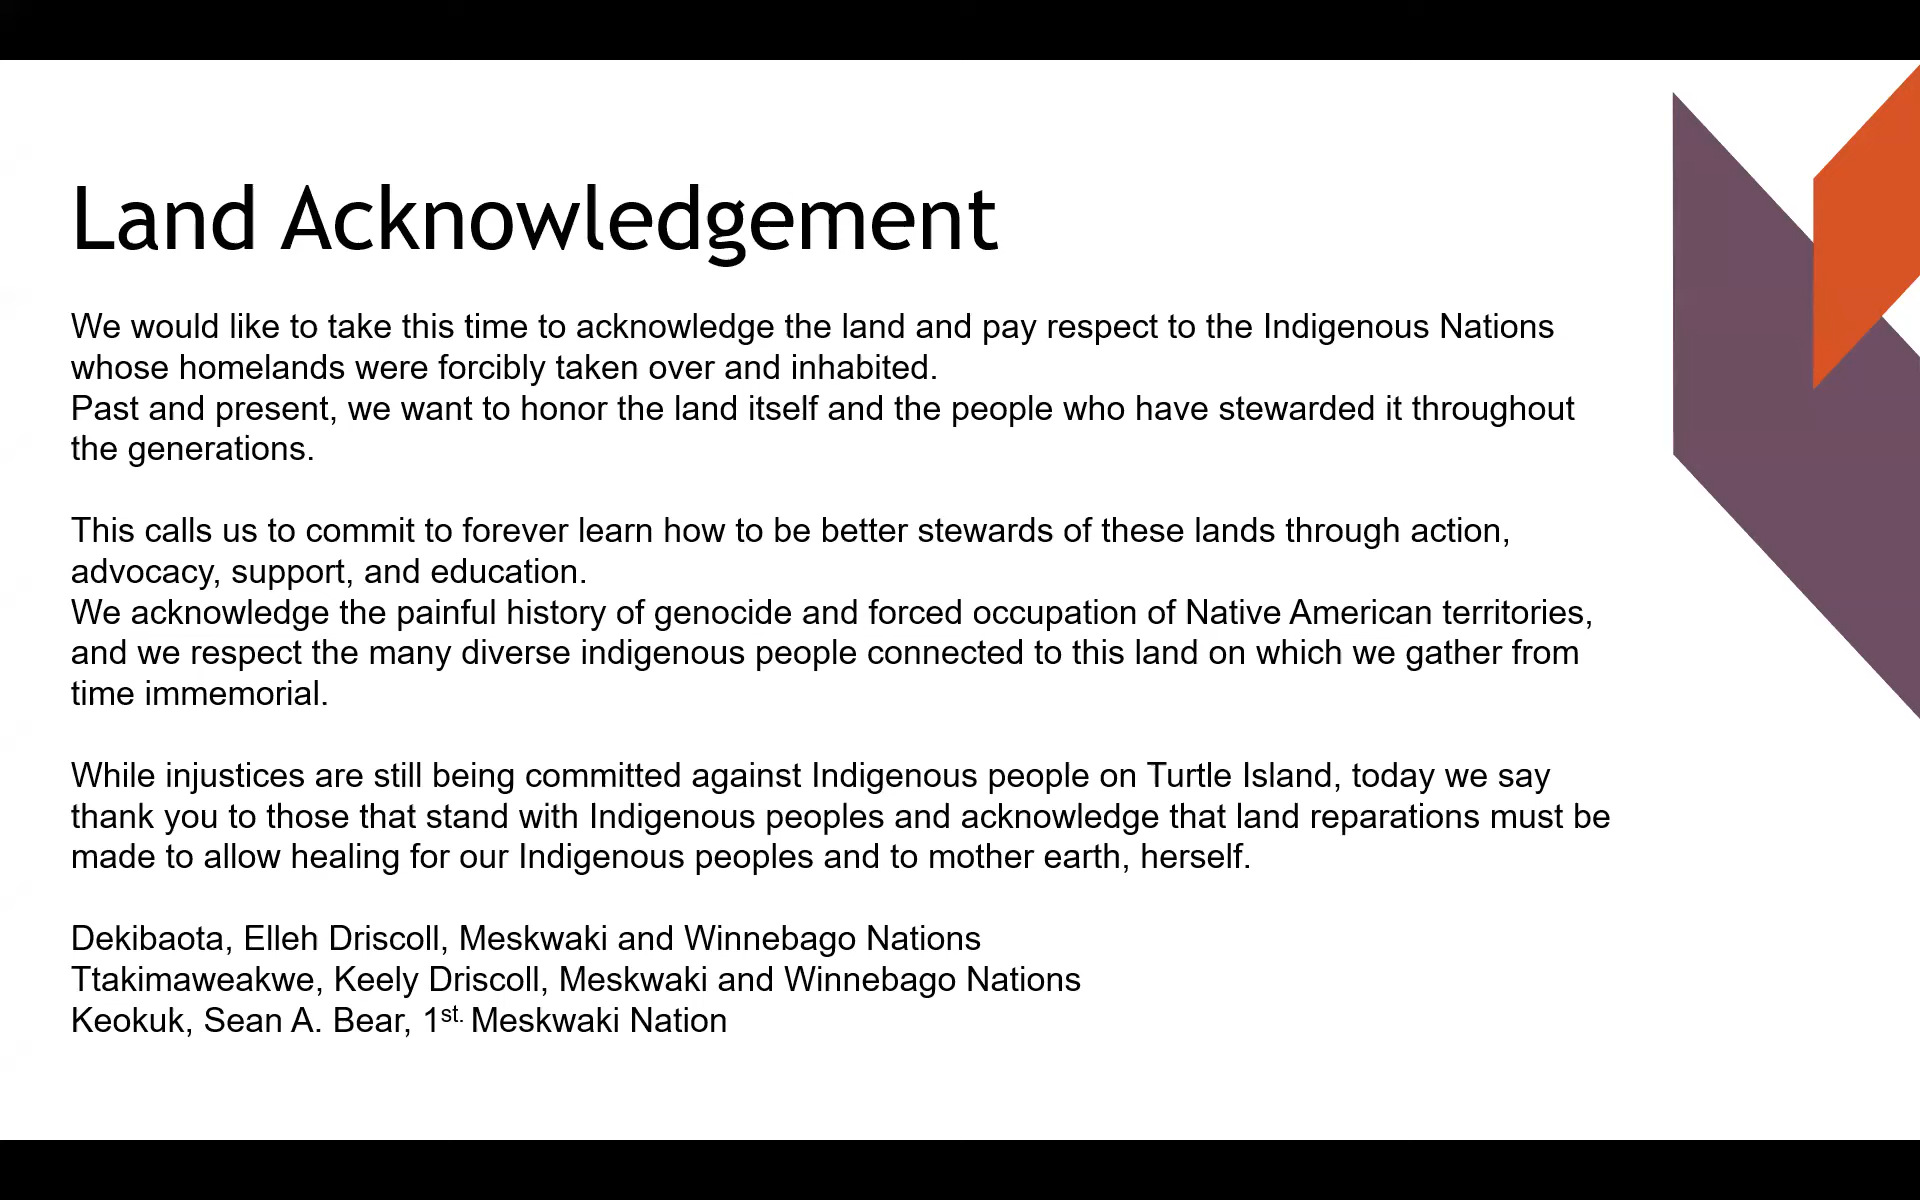 Land Acknowledgement
We would like to take this time to acknowledge the land and pay respect to the Indigenous Nations
whose homelands were forcibly taken over and inhabited.
Past and present, we want to honor the land itself and the people who have stewarded it throughout
the generations.
This calls us to commit to forever learn how to be better stewards of these lands through action,
advocacy, support, and education.
We acknowledge the painful history of genocide and forced occupation of Native American territories,
and we respect the many diverse indigenous people connected to this land on which we gather from
time immemorial.
While injustices are still being committed against Indigenous people on Turtle Island, today we say
thank you to those that stand with Indigenous peoples and acknowledge that land reparations must be
made to allow healing for our Indigenous peoples and to mother earth, herself.
Dekibaota, Elleh Driscoll, Meskwaki and Winnebago Nations
Ttakimaweakwe, Keely Driscoll, Meskwaki and Winnebago Nations
Keokuk, Sean A. Bear, 1st. Meskwaki Nation